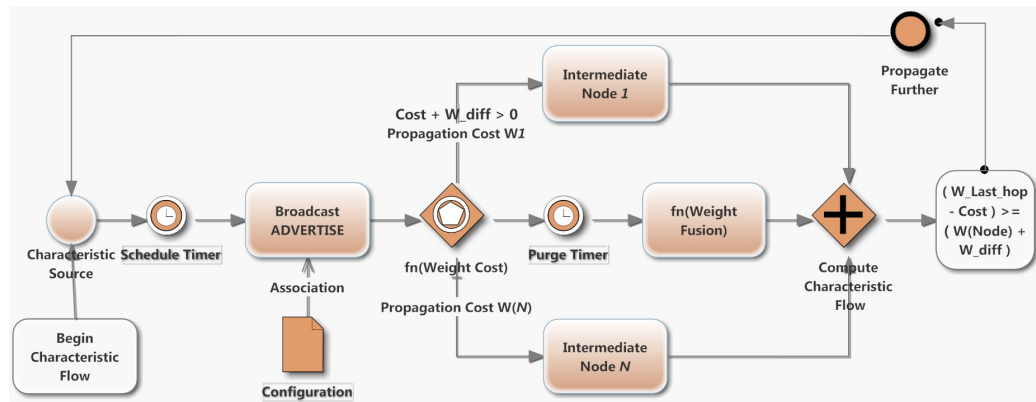 Propagate
Further
Intermediate
Node 1
Cost + W_diff > 0
Propagation Cost W1
Characteristic
Source
Schedule Timer
Broadcast
ADVERTISE
fn(Weight Cost)
Purge Timer
fn(Weight
Fusion)
Compute
Characteristic
Flow
( W_Last_hop
- Cost ) >=
( W(Node) +
W_diff )
Association
Propagation Cost W(N)
Begin
Characteristic
Flow
Configuration
Intermediate
Node N